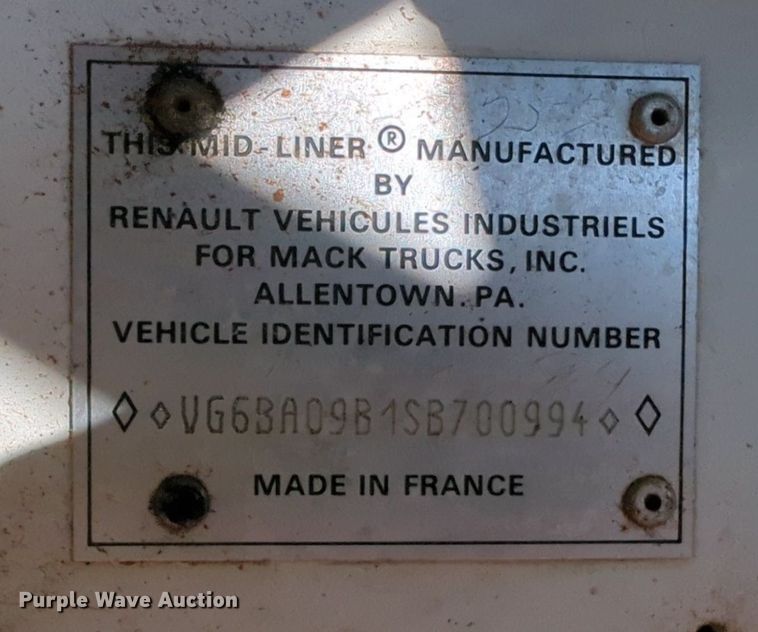 THIS MID-LINER ® MANUFACTURED
BY
RENAULT VEHICULES INDUSTRIELS
FOR MACK TRUCKS, INC.
ALLENTOWN. PA.
VEHICLE IDENTIFICATION NUMBER
◊ ◊ VG6BA09B1SB700994 ◊ ◊
MADE IN FRANCE
Purple Wave Auction